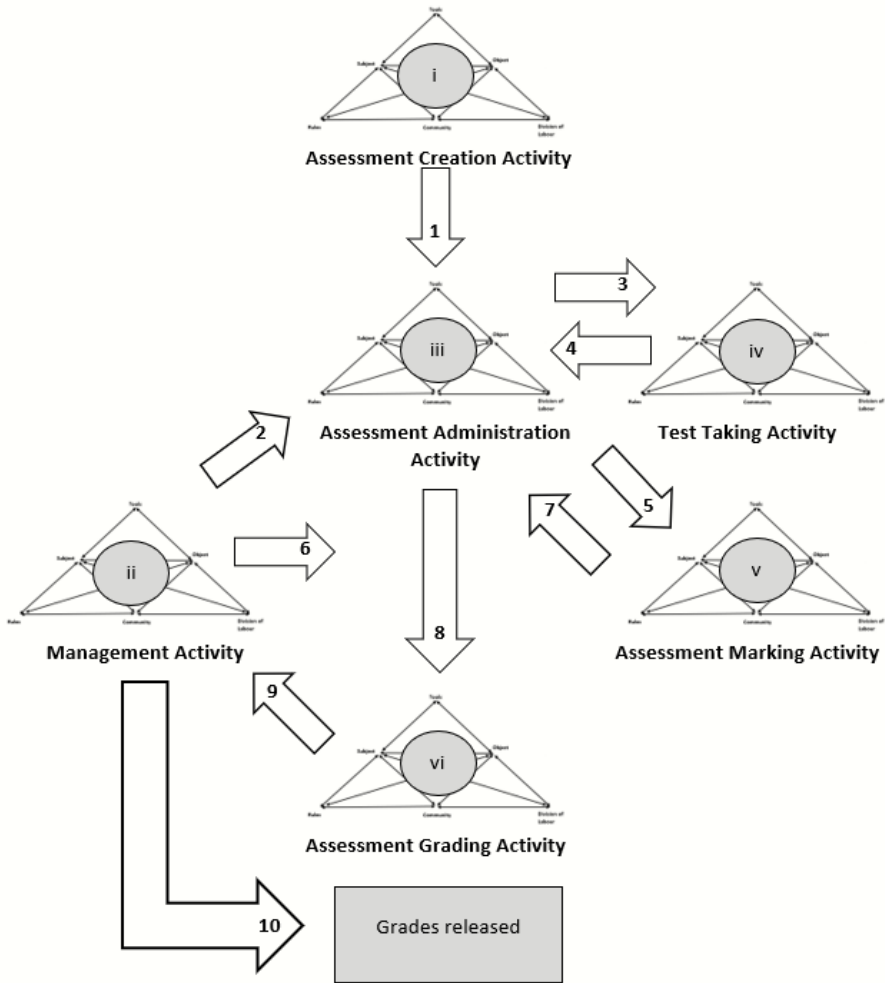 Tools
Subject
Object
i
Rules
Community
Division of
Labour
Assessment Creation Activity
1
3
Tools
Tools
4
Subject
Object
iii
Subject
Object
iv
Rules
Community
Division of
Labour
Rules
Community
Division of
Labour
2
Assessment Administration
Activity
Test Taking Activity
5
7
Tools
Tools
6
Subject
Object
ii
Subject
Object
v
Rules
Community
Division of
Labour
Rules
Community
Division of
Labour
8
Management Activity
Assessment Marking Activity
9
Tools
Subject
Object
vi
Rules
Community
Division of
Labour
Assessment Grading Activity
10
Grades released